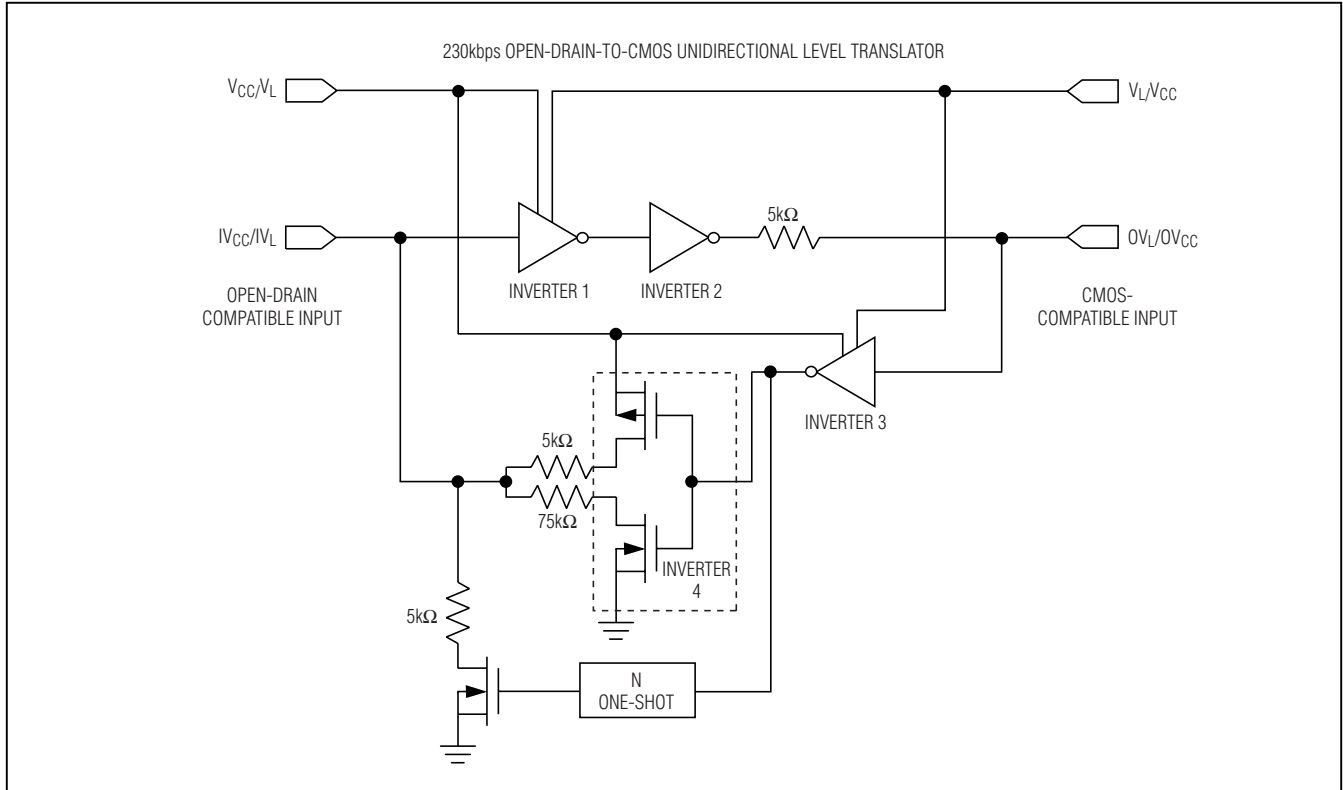 230kbps OPEN-DRAIN-TO-CMOS UNIDIRECTIONAL LEVEL TRANSLATOR
VCC/VL
VL/VCC
5kΩ
IVCC/IVL
OVL/OVCC
INVERTER 1
INVERTER 2
OPEN-DRAIN
COMPATIBLE INPUT
CMOS-
COMPATIBLE INPUT
INVERTER 3
5kΩ
75kΩ
INVERTER
4
5kΩ
N
ONE-SHOT